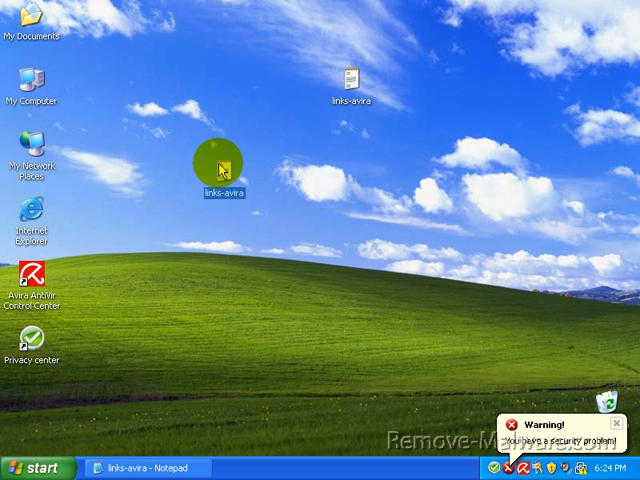 My Documents
My Computer
My Network
Places
Internet
Explorer
Avira AntiVir
Control Center
Privacy center
links-avira
links-avira
Warning!
You have a security problem!
Remove-Malware.com
start
links-avira - Notepad
6:24 PM